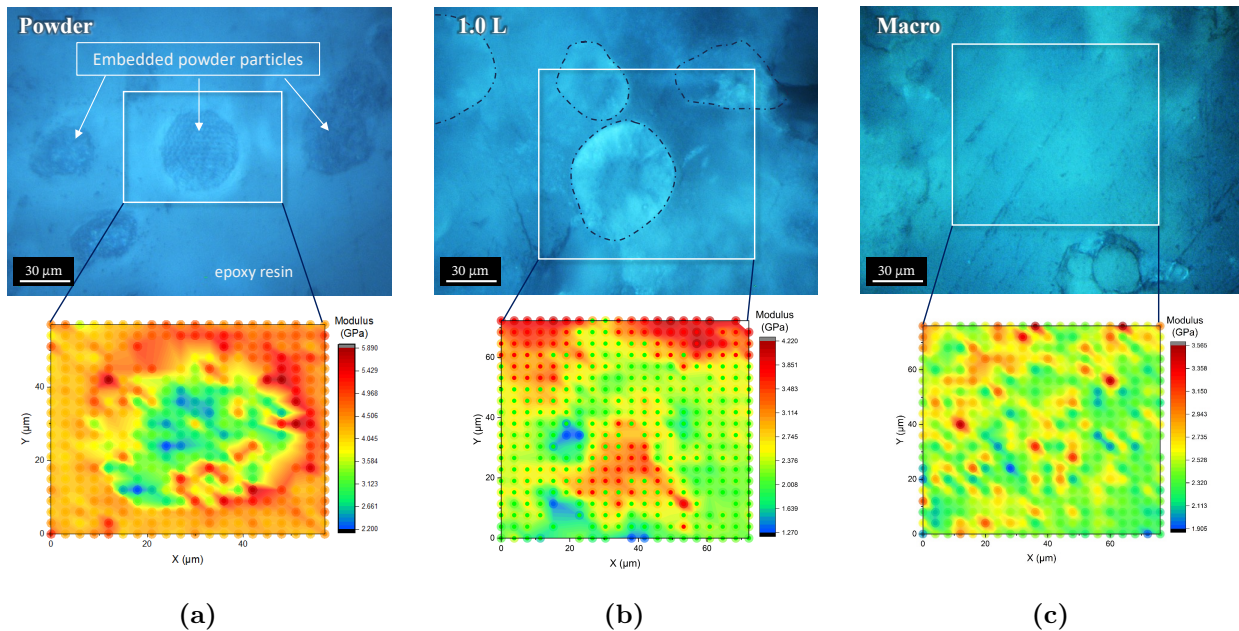 Powder
Embedded powder particles
30 µm
epoxy resin
1.0 L
30 µm
Macro
30 µm
Modulus
(GPa)
5.890
5.429
4.968
4.506
4.045
3.584
3.123
2.661
2.200
0
20
40
Y (µm)
0
20
40
X (µm)
Modulus
(GPa)
4.220
3.851
3.483
3.114
2.745
2.376
2.008
1.639
1.270
0
20
40
60
Y (µm)
0
20
40
60
X (µm)
Modulus
(GPa)
3.565
3.358
3.150
2.943
2.735
2.528
2.320
2.113
1.905
0
20
40
60
Y (µm)
0
20
40
60
X (µm)
(a)
(b)
(c)